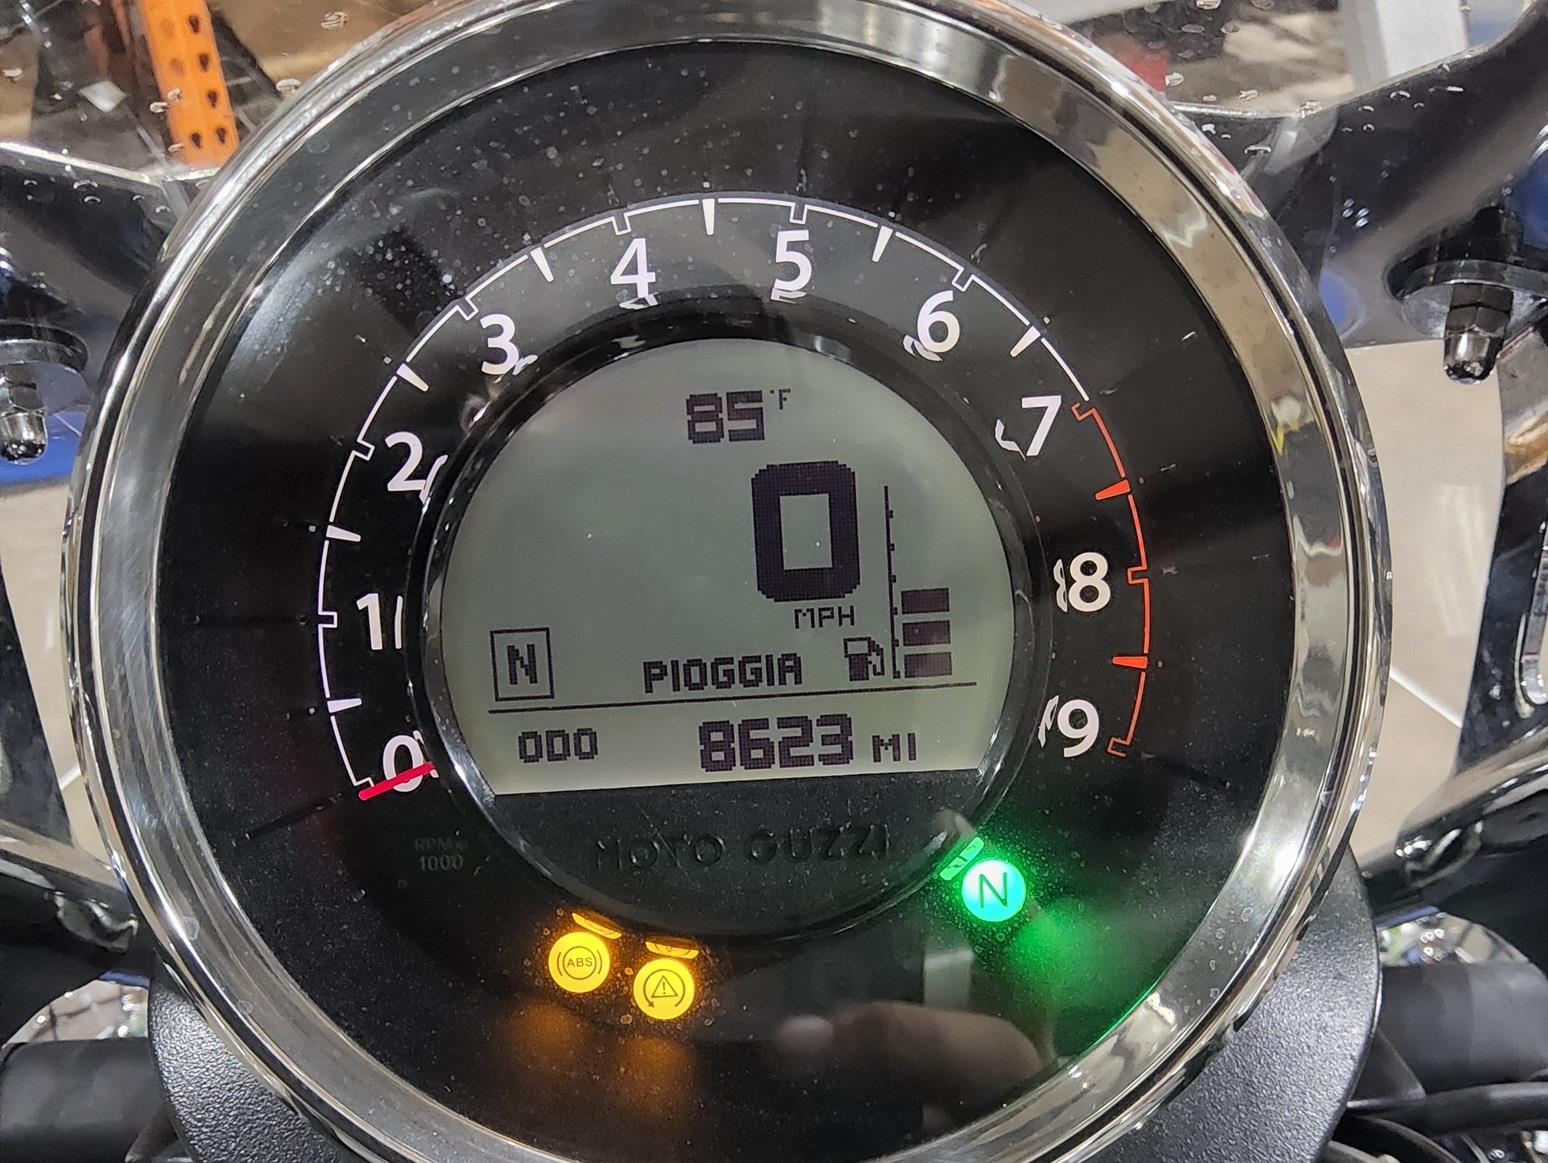 4 5
3 6
2 7
1 8
0 9
85 °F
0
MPH
N PIOGGIA
ODO 8623 MI
MOTO GUZZI
RPM x
1000
N
ABS
!